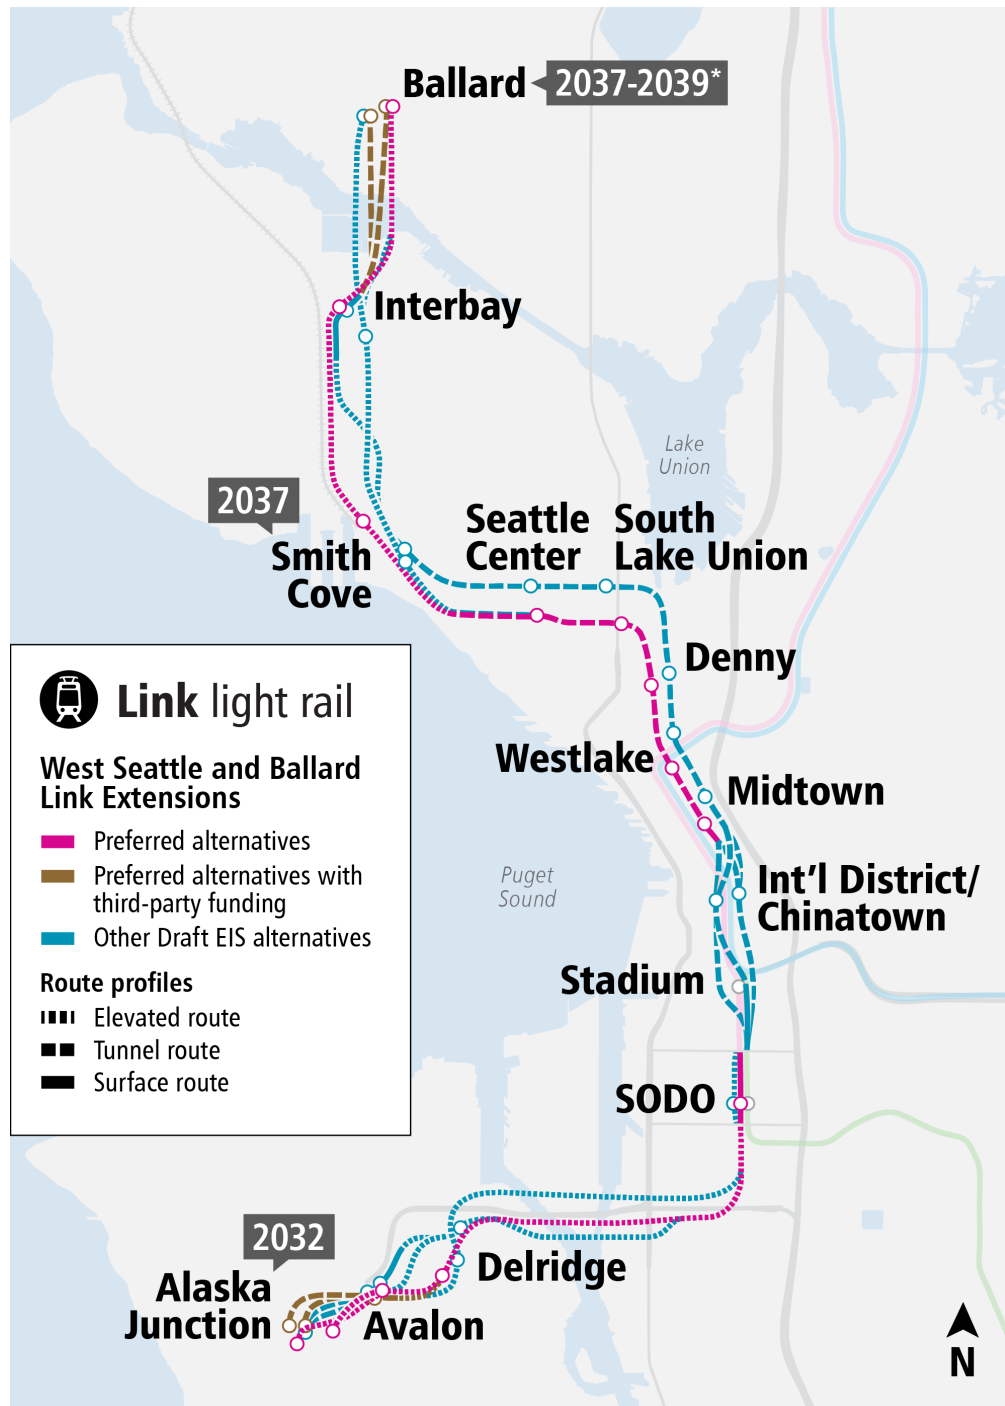 Ballard
2037-2039*
Interbay
Lake
Union
2037
Seattle
Center
South
Lake Union
Smith
Cove
Denny
Link light rail
West Seattle and Ballard
Link Extensions
Preferred alternatives
Preferred alternatives with
third-party funding
Other Draft EIS alternatives
Route profiles
Elevated route
Tunnel route
Surface route
Westlake
Midtown
Puget
Sound
Int’l District/
Chinatown
Stadium
SODO
2032
Delridge
Alaska
Junction
Avalon
N